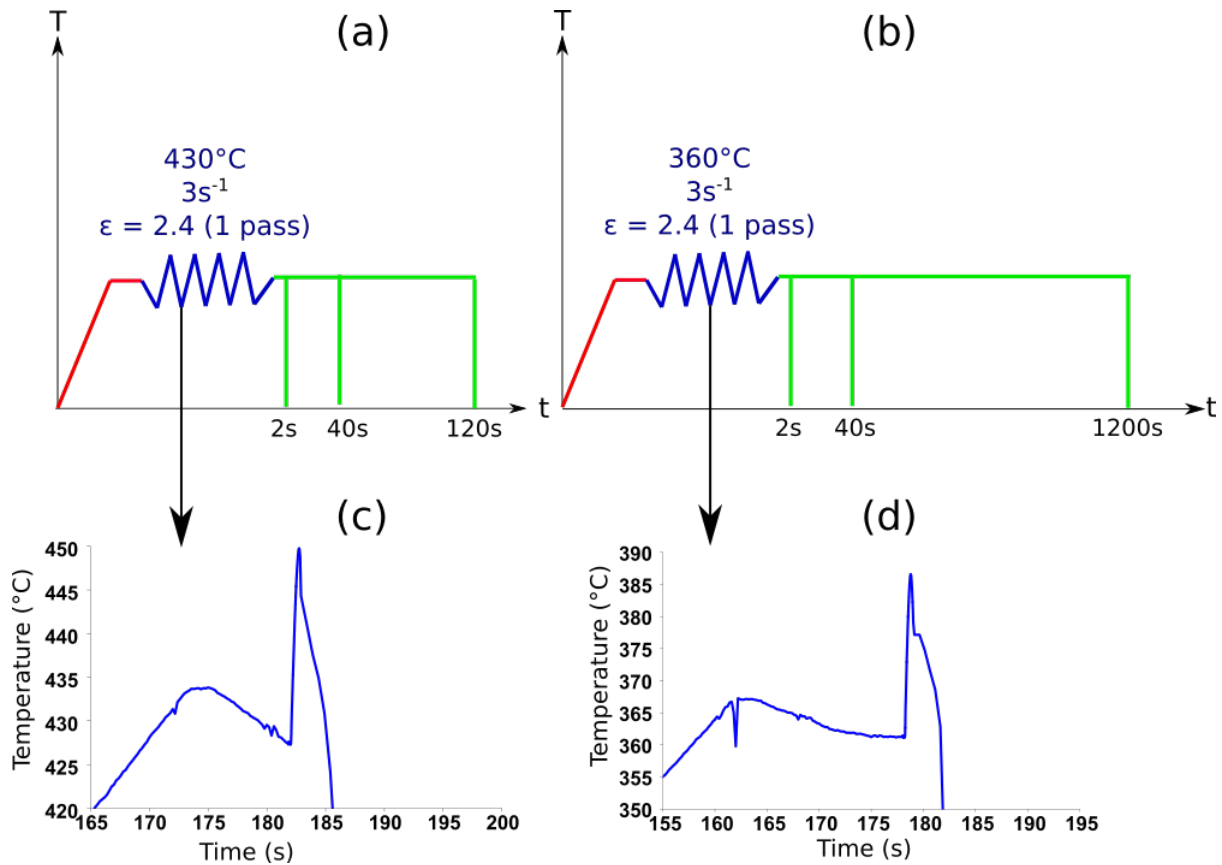 T
(a)
430°C
3s⁻¹
ε = 2.4 (1 pass)
t
2s 40s 120s
T
(b)
360°C
3s⁻¹
ε = 2.4 (1 pass)
t
2s 40s 1200s
(c)
Temperature (°C)
450
445
440
435
430
425
420
165 170 175 180 185 190 195 200
Time (s)
(d)
Temperature (°C)
390
385
380
375
370
365
360
355
350
155 160 165 170 175 180 185 190 195
Time (s)